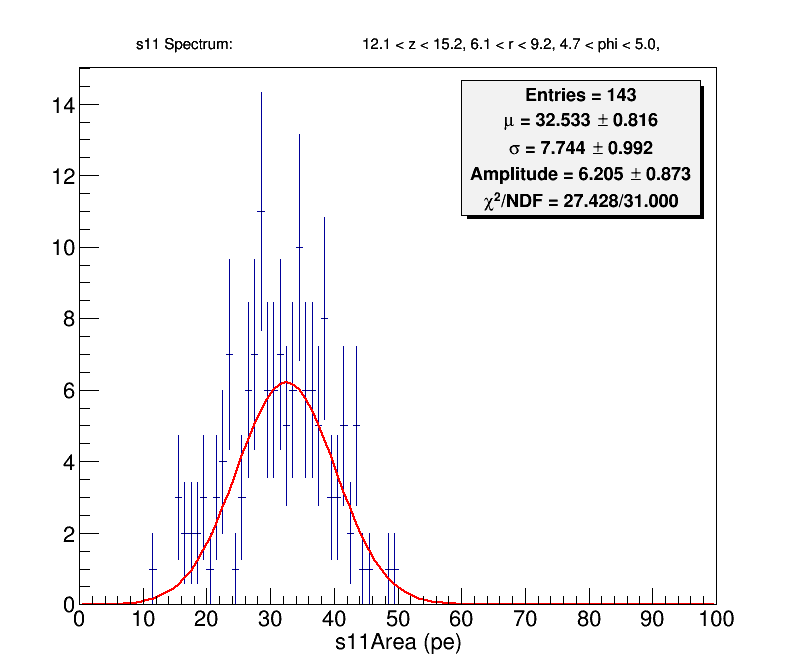 s11 Spectrum: 12.1 < z < 15.2, 6.1 < r < 9.2, 4.7 < phi < 5.0,
Entries = 143
μ = 32.533 ± 0.816
σ = 7.744 ± 0.992
Amplitude = 6.205 ± 0.873
χ²/NDF = 27.428/31.000
14
12
10
8
6
4
2
0
0 10 20 30 40 50 60 70 80 90 100
s11Area (pe)